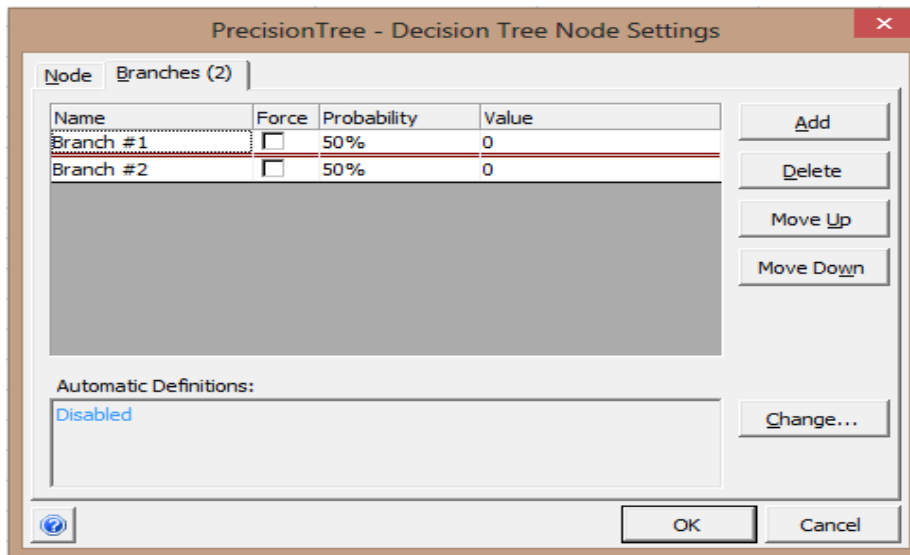 PrecisionTree - Decision Tree Node Settings
Node Branches (2)
Name Force Probability Value
Branch #1 50% 0
Branch #2 50% 0
Add
Delete
Move Up
Move Down
Automatic Definitions:
Disabled
Change...
OK Cancel